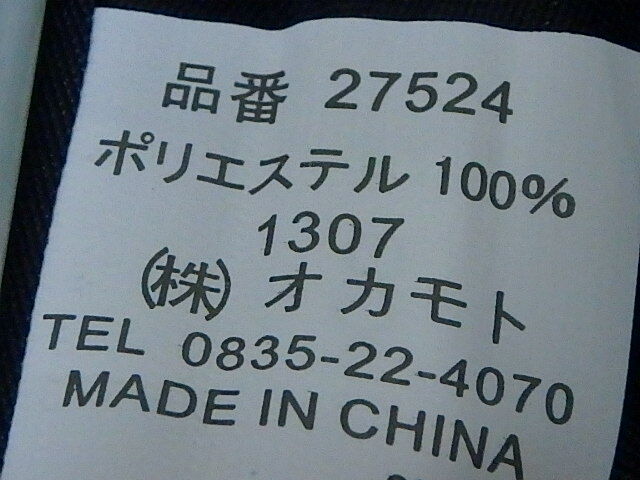 品番 27524
ポリエステル 100%
1307
(株) オカモト
TEL 0835-22-4070
MADE IN CHINA